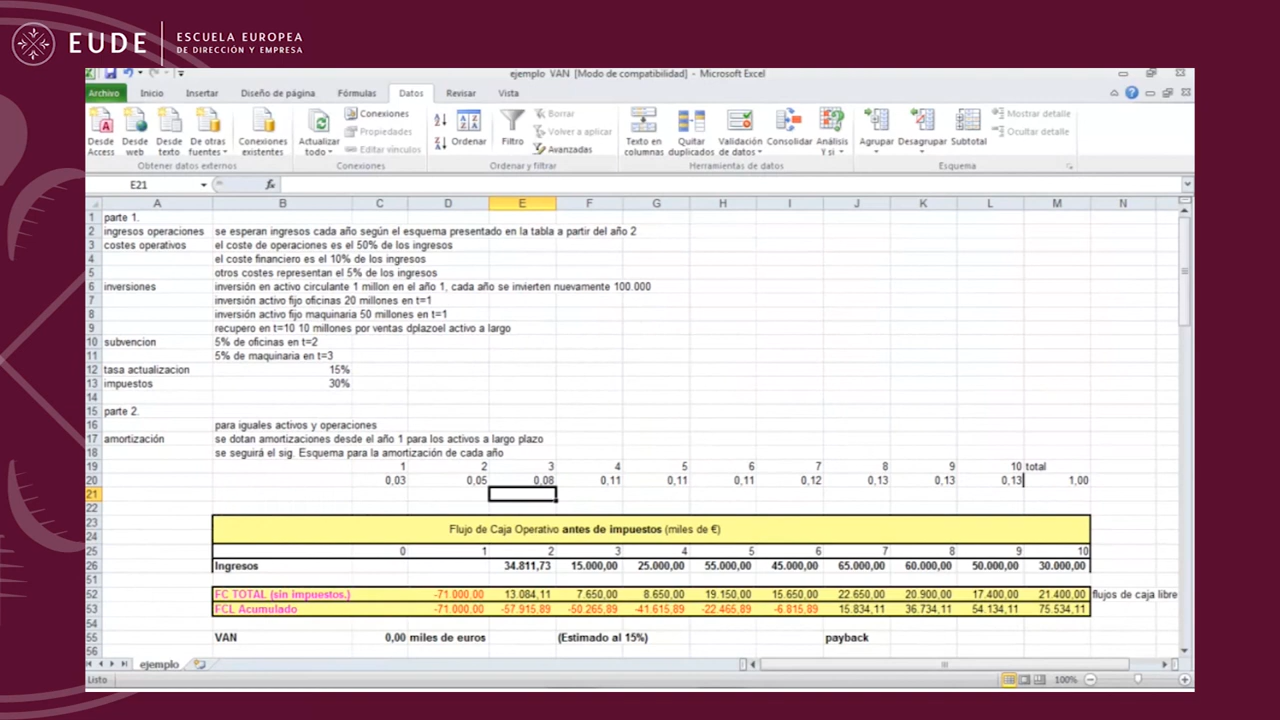 EUDE
ESCUELA EUROPEA
DE DIRECCIÓN Y EMPRESA
ejemplo VAN [Modo de compatibilidad] - Microsoft Excel
Archivo Inicio Insertar Diseño de página Fórmulas Datos Revisar Vista
Desde Access
Desde web
Desde texto
De otras fuentes
Conexiones existentes
Actualizar todo
Conexiones
Propiedades
Editar vínculos
Ordenar
Filtro
Borrar
Volver a aplicar
Avanzadas
Texto en columnas
Quitar duplicados
Validación de datos
Consolidar
Análisis Y si
Agrupar
Desagrupar
Subtotal
Mostrar detalle
Ocultar detalle
Obtener datos externos Conexiones Ordenar y filtrar Herramientas de datos Esquema
E21 fx
A B C D E F G H I J K L M N
1 parte 1.
2 ingresos operaciones se esperan ingresos cada año según el esquema presentado en la tabla a partir del año 2
3 costes operativos el coste de operaciones es el 50% de los ingresos
4 el coste financiero es el 10% de los ingresos
5 otros costes representan el 5% de los ingresos
6 inversiones inversión en activo circulante 1 millon en el año 1, cada año se invierten nuevamente 100.000
7 inversión activo fijo oficinas 20 millones en t=1
8 inversión activo fijo maquinaria 50 millones en t=1
9 recupero en t=10 10 millones por ventas dplazoel activo a largo
10 subvencion 5% de oficinas en t=2
11 5% de maquinaria en t=3
12 tasa actualizacion 15%
13 impuestos 30%
14
15 parte 2.
16 para iguales activos y operaciones
17 amortización se dotan amortizaciones desde el año 1 para los activos a largo plazo
18 se seguirá el sig. Esquema para la amortización de cada año
19 1 2 3 4 5 6 7 8 9 10 total
20 0,03 0,05 0,08 0,11 0,11 0,11 0,12 0,13 0,13 0,13 1,00
21
22
23
24 Flujo de Caja Operativo antes de impuestos (miles de €)
25 0 1 2 3 4 5 6 7 8 9 10
26 Ingresos 34.811,73 15.000,00 25.000,00 55.000,00 45.000,00 65.000,00 60.000,00 50.000,00 30.000,00
51
52 FC TOTAL (sin impuestos.) -71.000,00 13.084,11 7.650,00 8.650,00 19.150,00 15.650,00 22.650,00 20.900,00 17.400,00 21.400,00 flujos de caja libre
53 FCL Acumulado -71.000,00 -57.915,89 -50.265,89 -41.615,89 -22.465,89 -6.815,89 15.834,11 36.734,11 54.134,11 75.534,11
54
55 VAN 0,00 miles de euros (Estimado al 15%) payback
56
ejemplo
Listo 100%